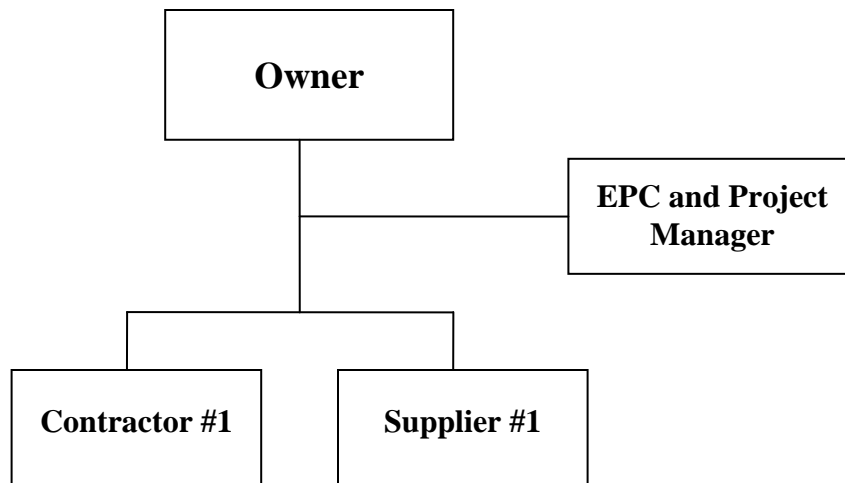 Owner
EPC and Project
Manager
Contractor #1
Supplier #1